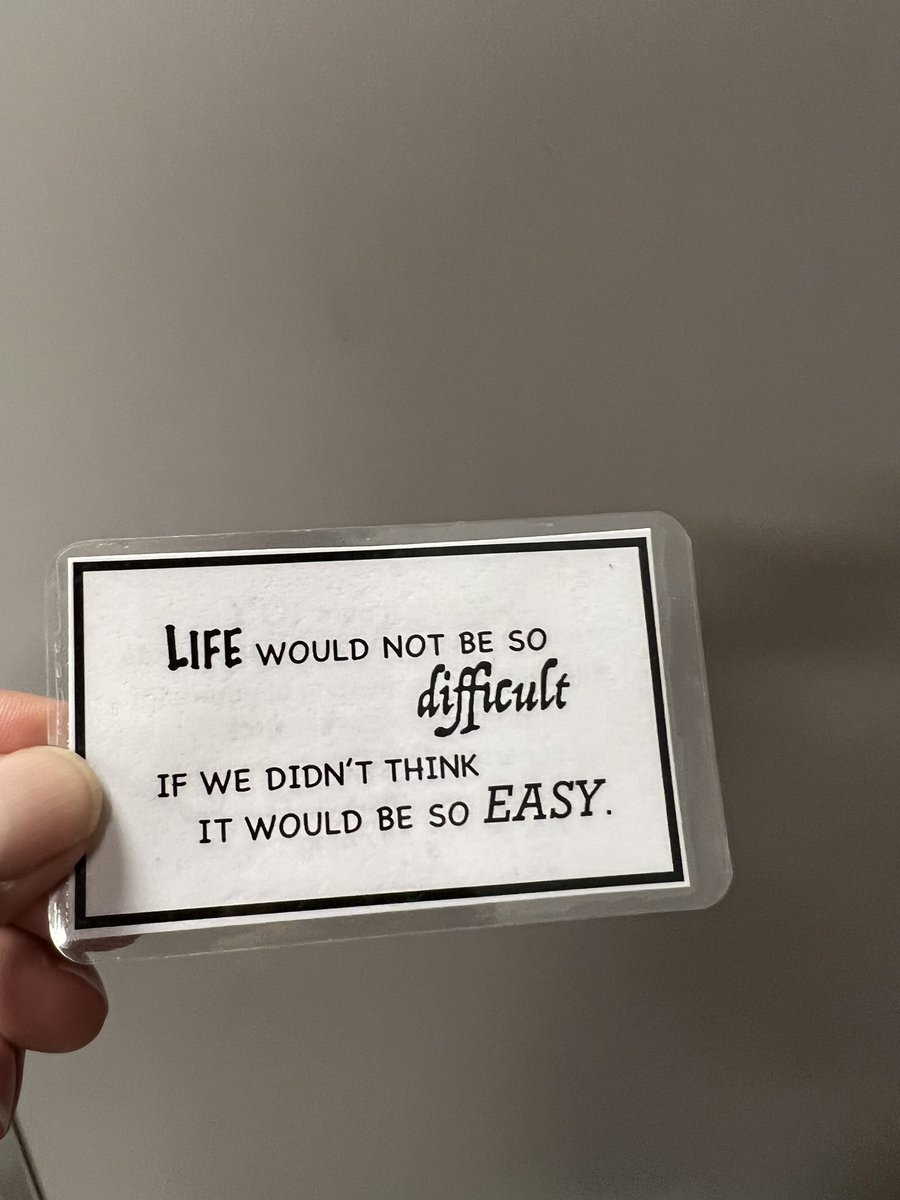 LIFE WOULD NOT BE SO
difficult
IF WE DIDN'T THINK
IT WOULD BE SO EASY.